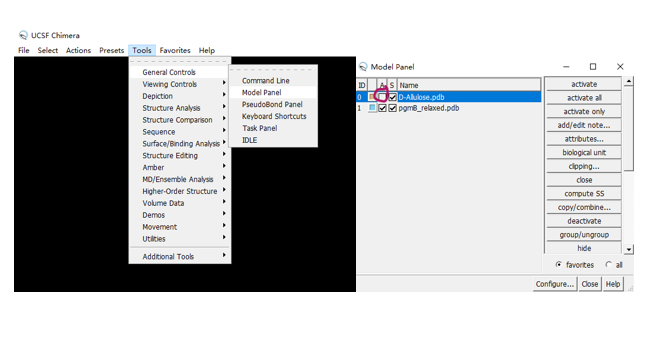 UCSF Chimera
File Select Actions Presets Tools Favorites Help
General Controls
Viewing Controls
Depiction
Structure Analysis
Structure Comparison
Sequence
Surface/Binding Analysis
Structure Editing
Amber
MD/Ensemble Analysis
Higher-Order Structure
Volume Data
Demos
Movement
Utilities
Additional Tools
Command Line
Model Panel
PseudoBond Panel
Keyboard Shortcuts
Task Panel
IDLE
Model Panel
ID A S Name
0 D-Allulose.pdb
1 pgmB_relaxed.pdb
activate
activate all
activate only
add/edit note...
attributes...
biological unit
clipping...
close
compute SS
copy/combine...
deactivate
group/ungroup
hide
favorites all
Configure... Close Help